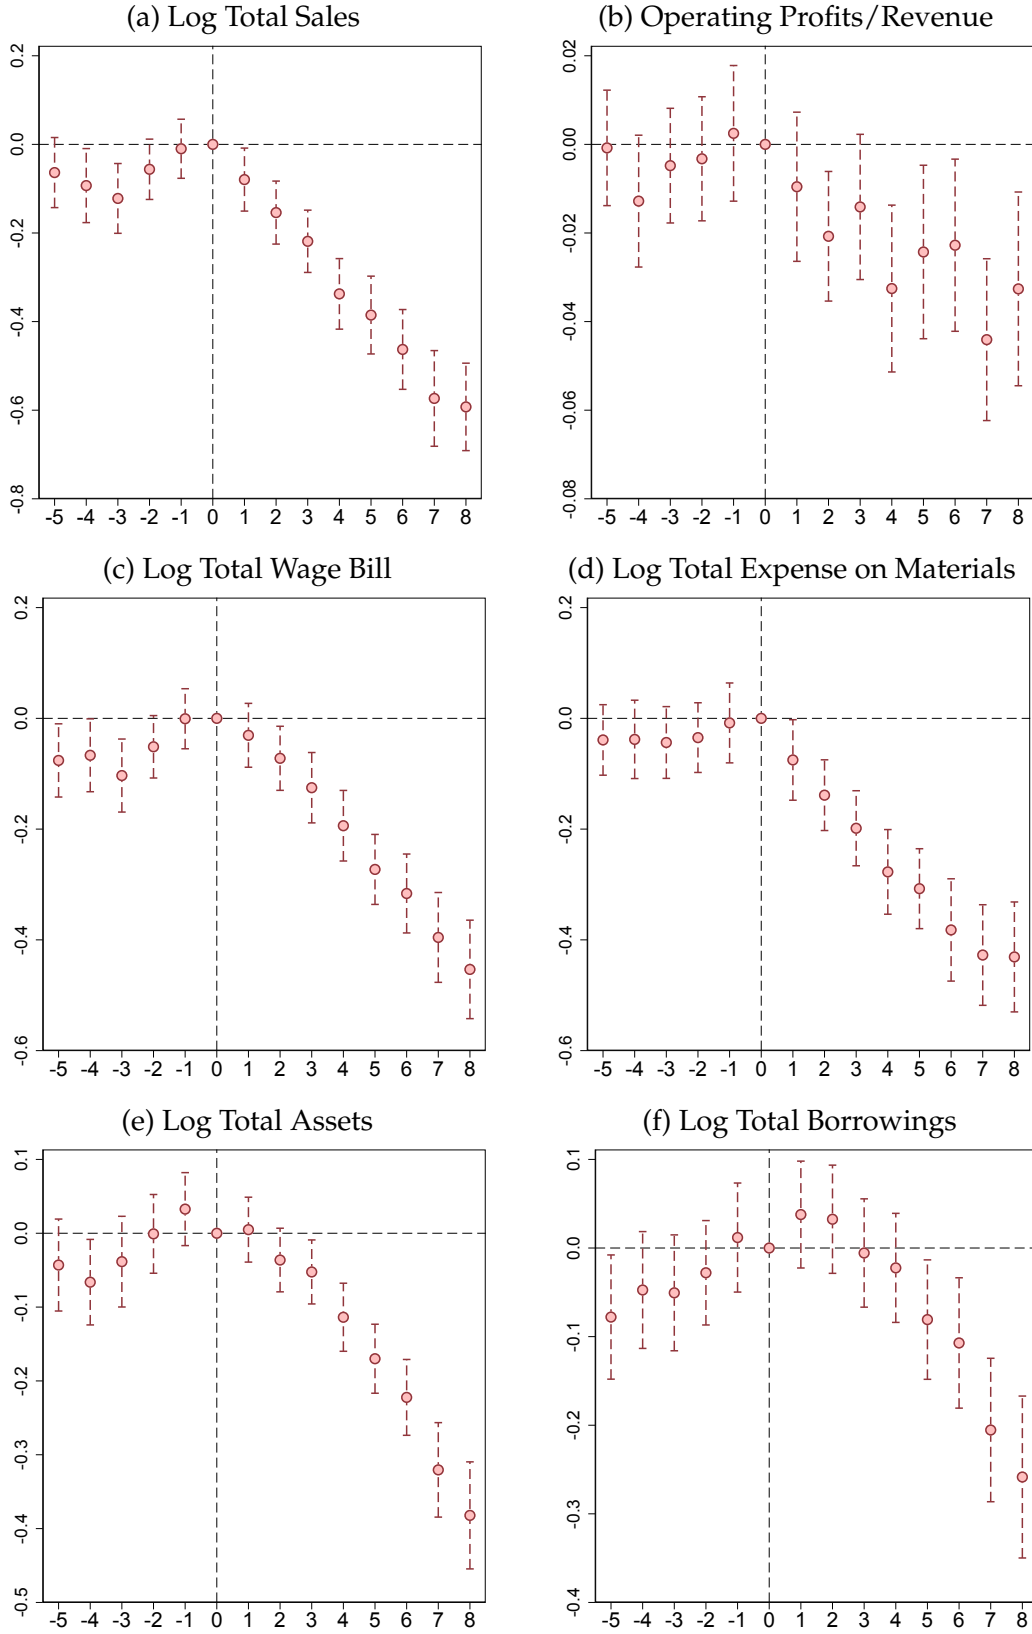 (a) Log Total Sales
0.2
0.0
-0.2
-0.4
-0.6
-0.8
-5 -4 -3 -2 -1 0 1 2 3 4 5 6 7 8
(b) Operating Profits/Revenue
0.02
0.00
-0.02
-0.04
-0.06
-0.08
-5 -4 -3 -2 -1 0 1 2 3 4 5 6 7 8
(c) Log Total Wage Bill
0.2
0.0
-0.2
-0.4
-0.6
-5 -4 -3 -2 -1 0 1 2 3 4 5 6 7 8
(d) Log Total Expense on Materials
0.2
0.0
-0.2
-0.4
-0.6
-5 -4 -3 -2 -1 0 1 2 3 4 5 6 7 8
(e) Log Total Assets
0.1
0.0
-0.1
-0.2
-0.3
-0.4
-0.5
-5 -4 -3 -2 -1 0 1 2 3 4 5 6 7 8
(f) Log Total Borrowings
0.1
0.0
-0.1
-0.2
-0.3
-0.4
-5 -4 -3 -2 -1 0 1 2 3 4 5 6 7 8